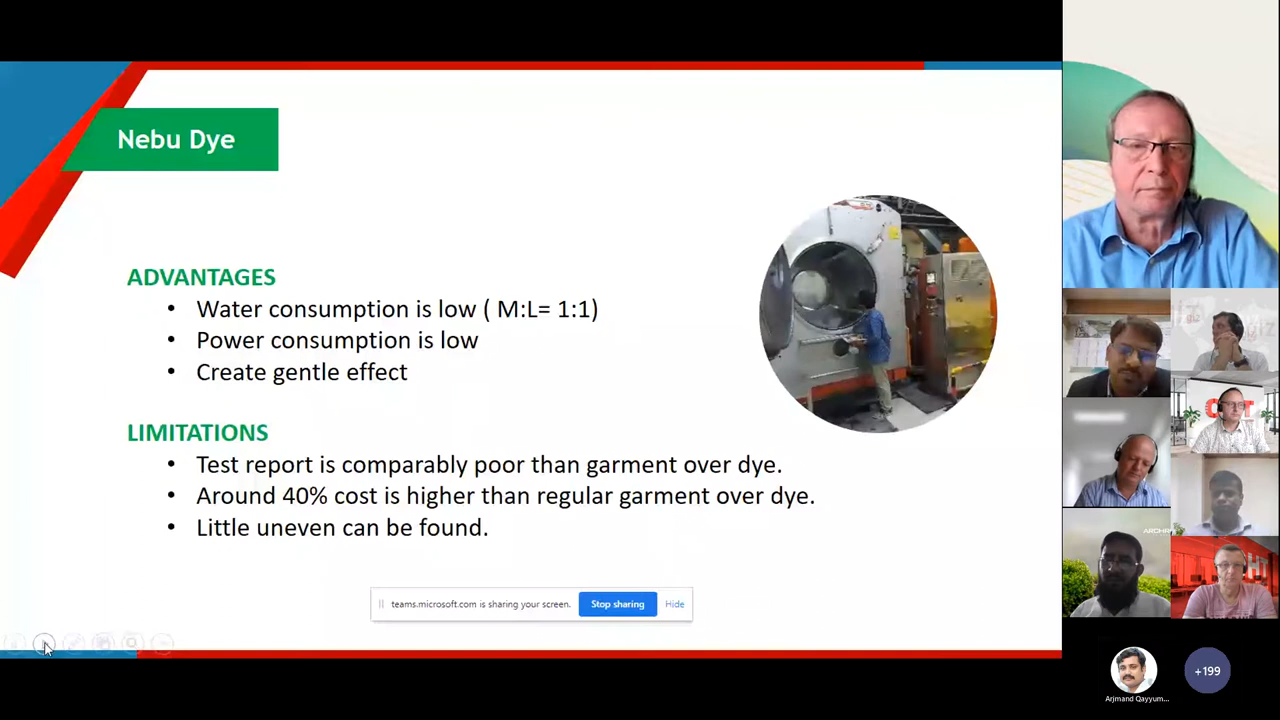 Nebu Dye
ADVANTAGES
• Water consumption is low ( M:L= 1:1)
• Power consumption is low
• Create gentle effect
LIMITATIONS
• Test report is comparably poor than garment over dye.
• Around 40% cost is higher than regular garment over dye.
• Little uneven can be found.
teams.microsoft.com is sharing your screen. Stop sharing Hide
giz
Arjmand Qayyum...
+199